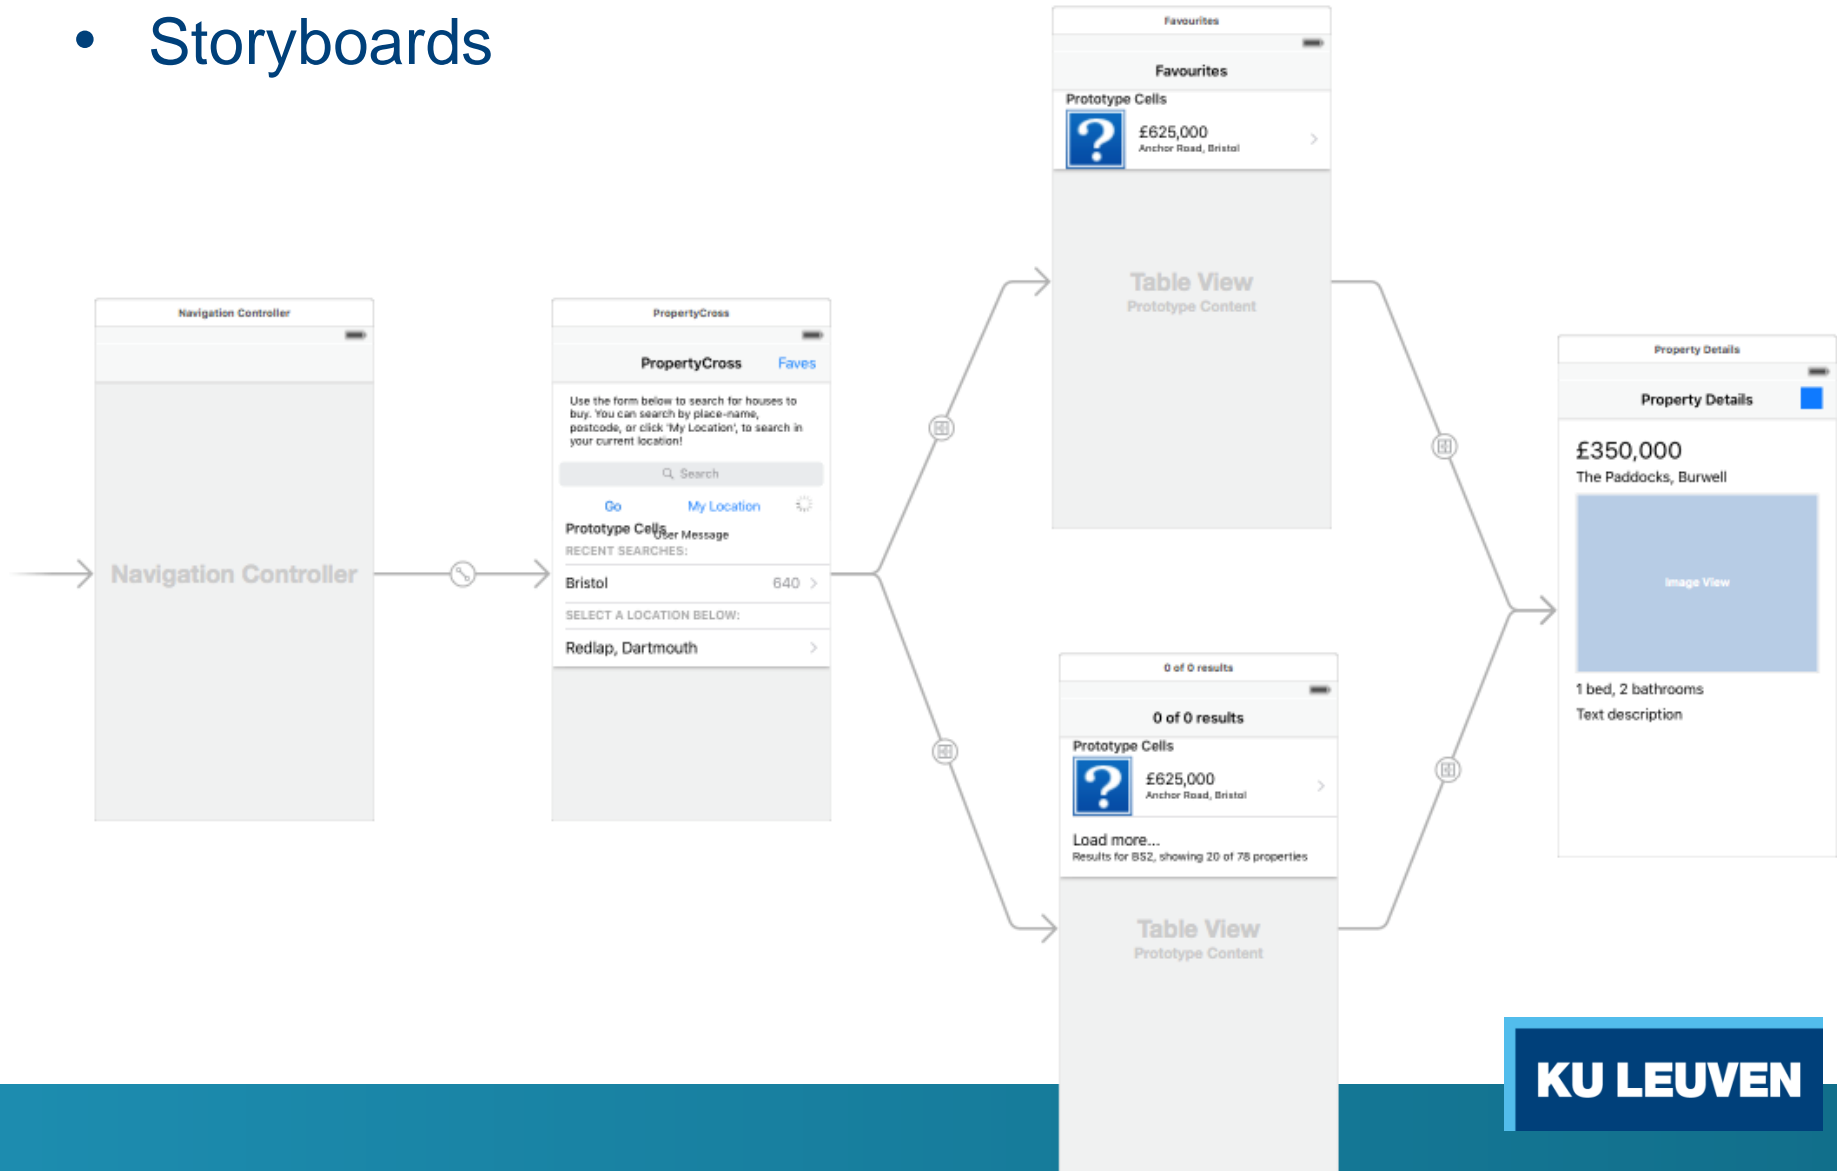 • Storyboards
Navigation Controller
Navigation Controller
PropertyCross
PropertyCross
Faves
Use the form below to search for houses to
buy. You can search by place-name,
postcode, or click 'My Location', to search in
your current location!
Search
Go
My Location
Prototype Cells
User Message
RECENT SEARCHES:
Bristol
640
SELECT A LOCATION BELOW:
Redlap, Dartmouth
Favourites
Favourites
Prototype Cells
?
£625,000
Anchor Road, Bristol
Table View
Prototype Content
0 of 0 results
0 of 0 results
Prototype Cells
?
£625,000
Anchor Road, Bristol
Load more...
Results for BS2, showing 20 of 78 properties
Table View
Prototype Content
Property Details
Property Details
£350,000
The Paddocks, Burwell
Image View
1 bed, 2 bathrooms
Text description
KU LEUVEN